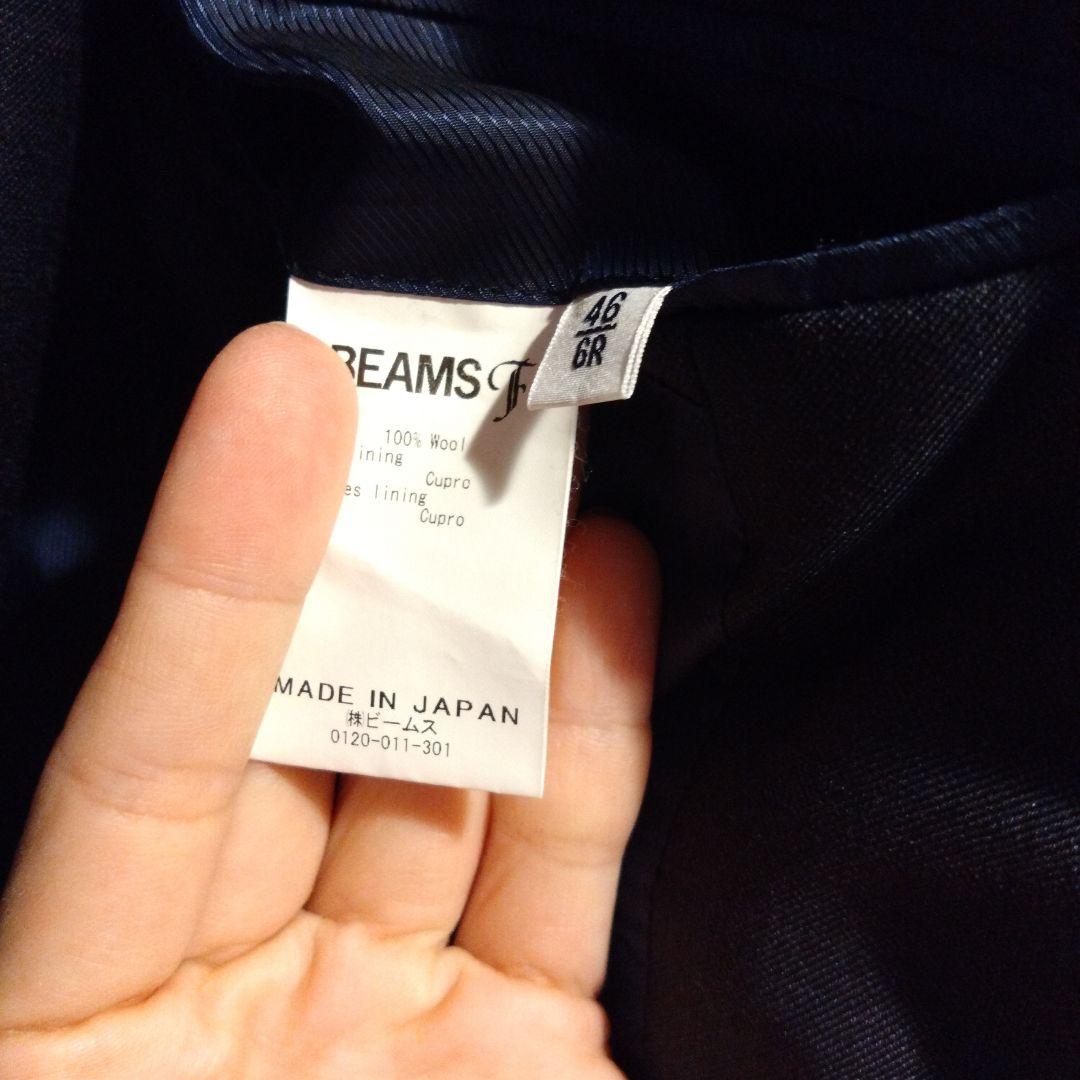 BEAMS F
46
6R
100% Wool
ining
Cupro
es lining
Cupro
MADE IN JAPAN
㈱ビームス
0120-011-301